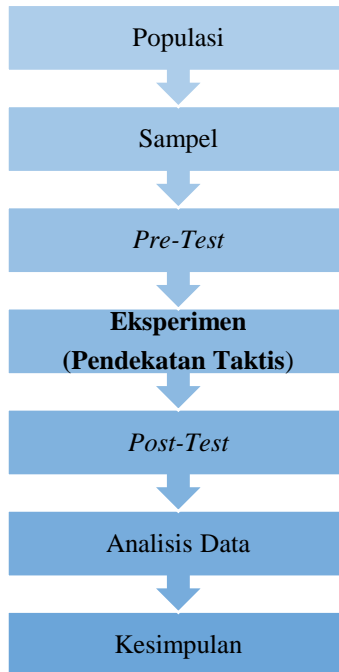 Populasi
Sampel
Pre-Test
Eksperimen
(Pendekatan Taktis)
Post-Test
Analisis Data
Kesimpulan